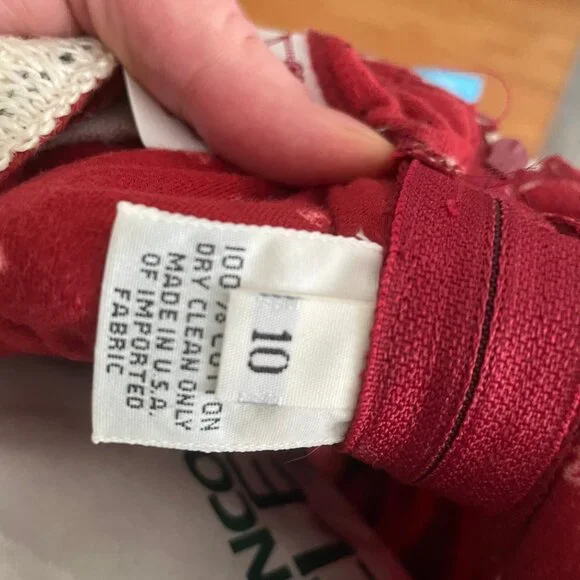 100% COTTON
DRY CLEAN ONLY
MADE IN U.S.A.
OF IMPORTED
FABRIC
10